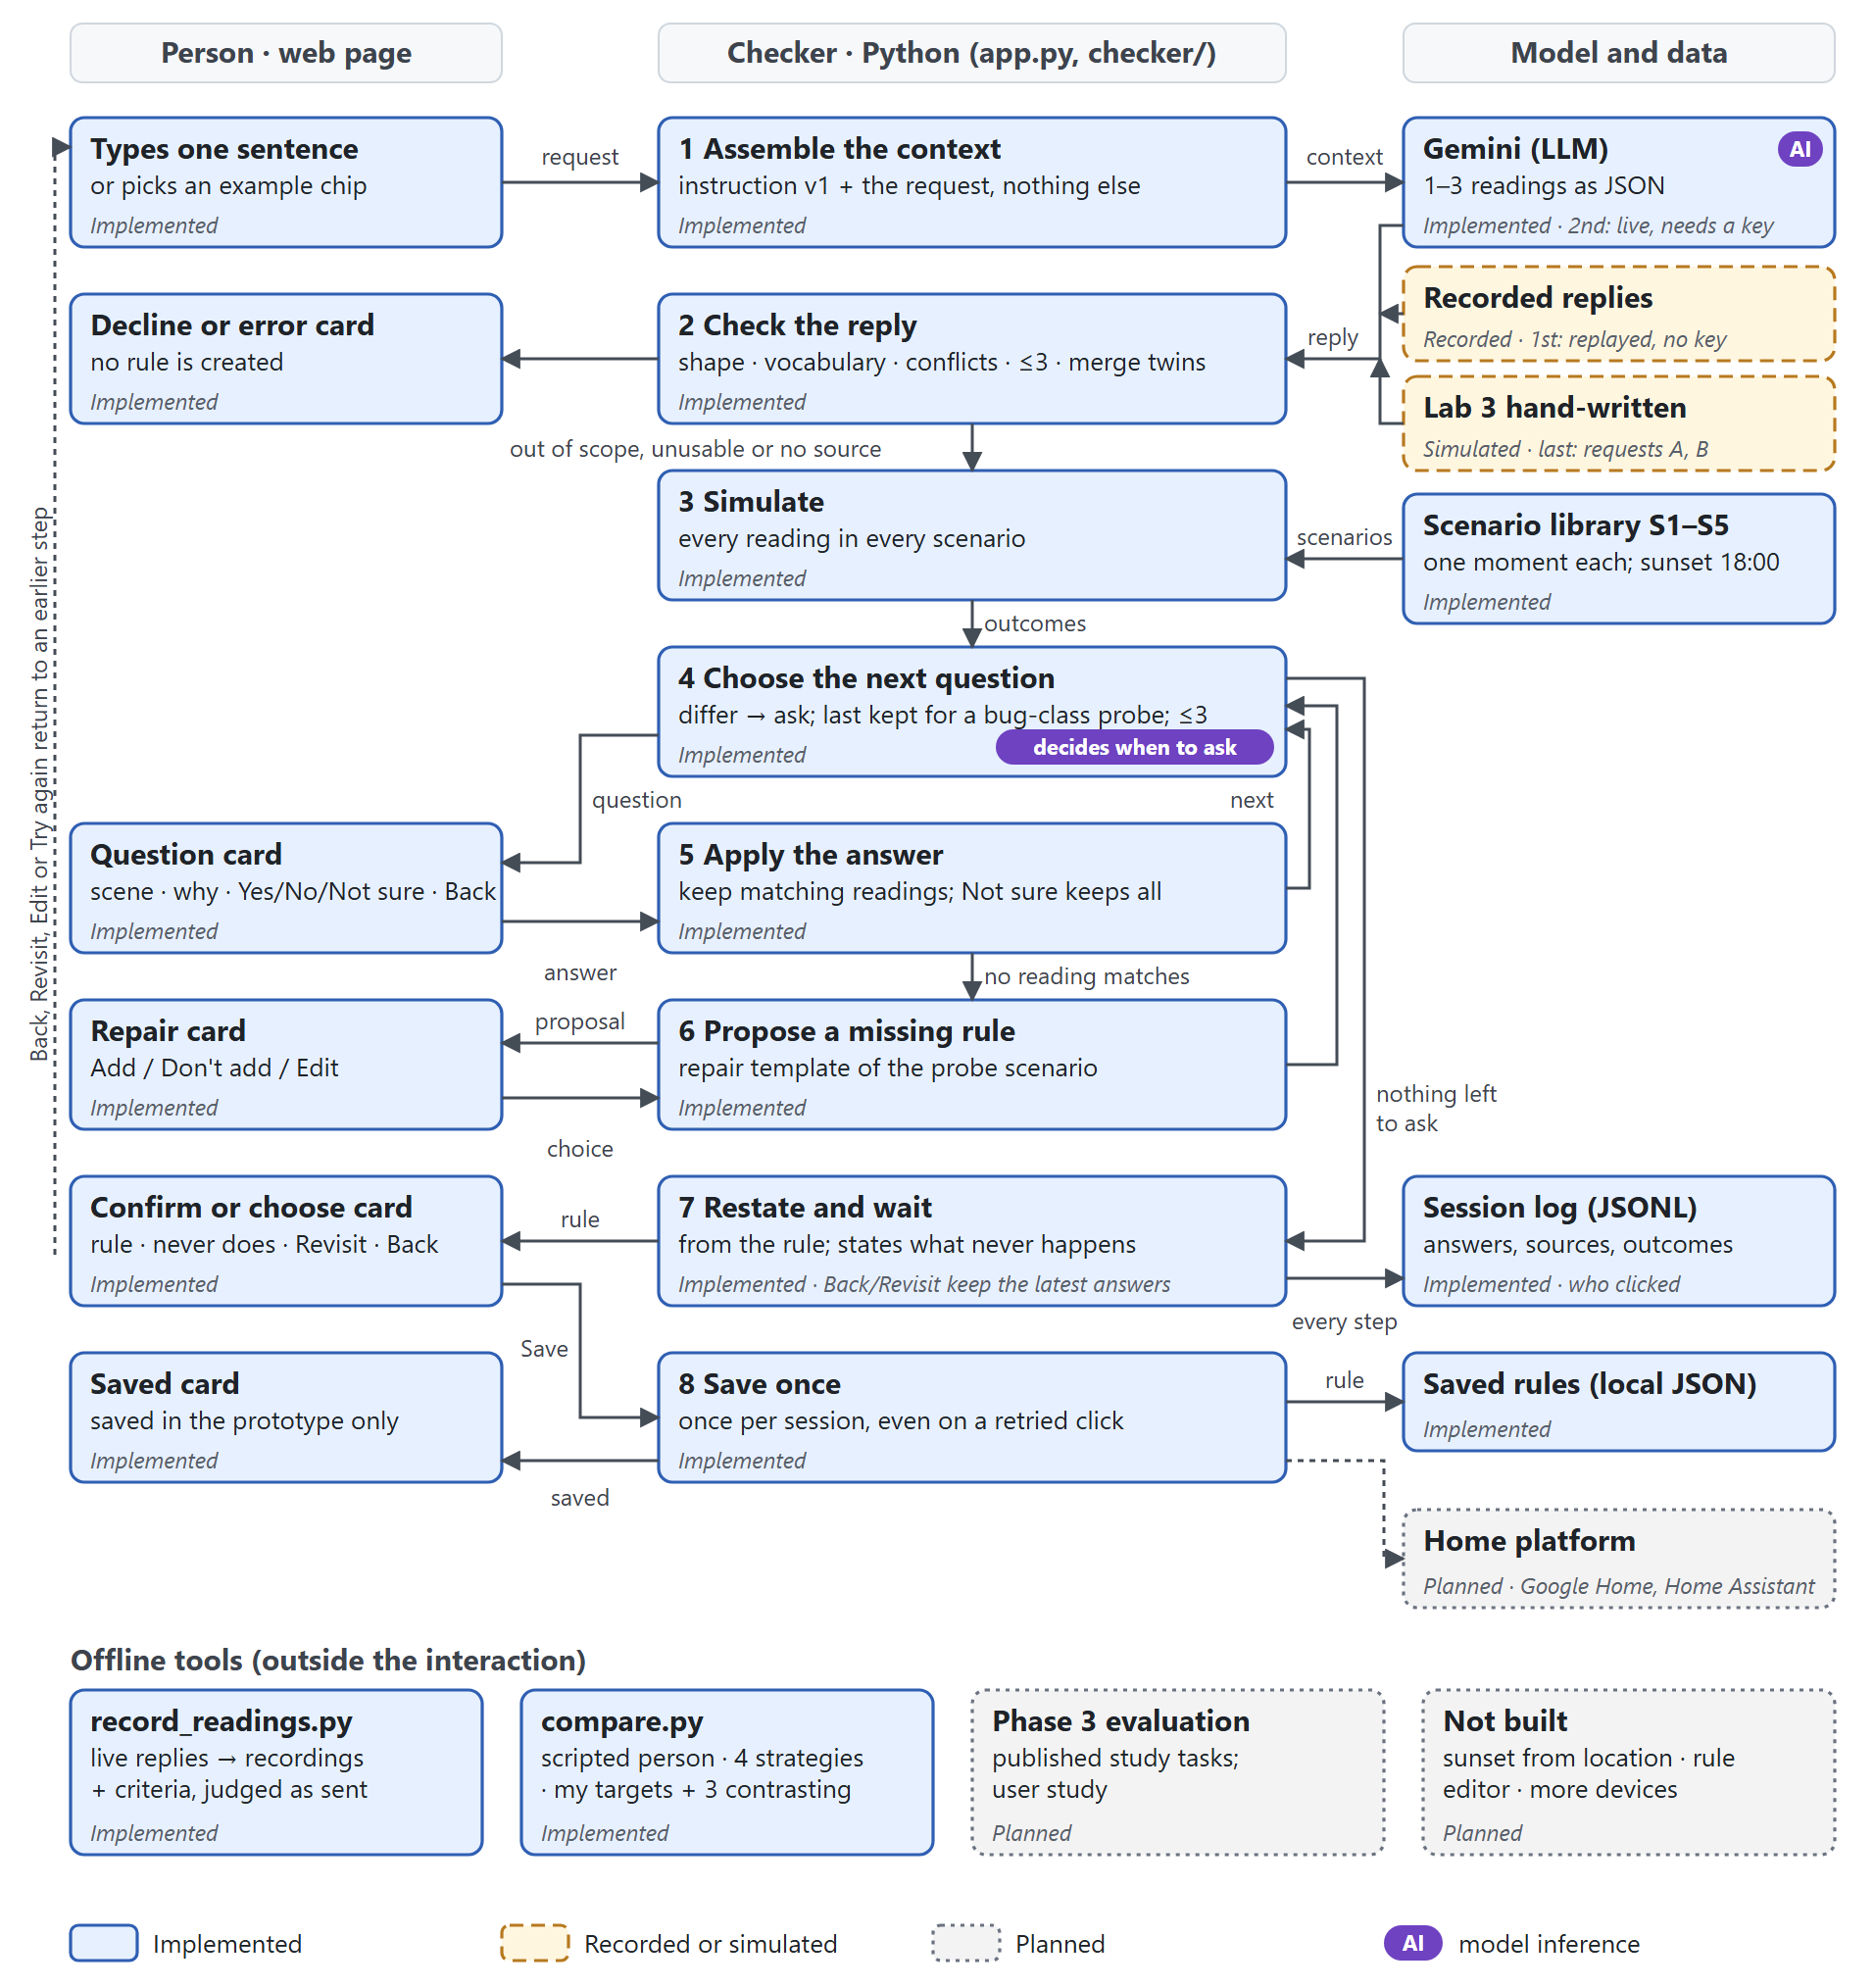 Person · web page
Checker · Python (app.py, checker/)
Model and data
Types one sentence
or picks an example chip
Implemented
request
1 Assemble the context
instruction v1 + the request, nothing else
Implemented
context
Gemini (LLM)
AI
1–3 readings as JSON
Implemented · 2nd: live, needs a key
Decline or error card
no rule is created
Implemented
2 Check the reply
shape · vocabulary · conflicts · ≤3 · merge twins
Implemented
reply
Recorded replies
Recorded · 1st: replayed, no key
Lab 3 hand-written
Simulated · last: requests A, B
out of scope, unusable or no source
3 Simulate
every reading in every scenario
Implemented
scenarios
Scenario library S1–S5
one moment each; sunset 18:00
Implemented
outcomes
4 Choose the next question
differ → ask; last kept for a bug-class probe; ≤3
Implemented
decides when to ask
question
next
Back, Revisit, Edit or Try again return to an earlier step
Question card
scene · why · Yes/No/Not sure · Back
Implemented
5 Apply the answer
keep matching readings; Not sure keeps all
Implemented
answer
no reading matches
Repair card
Add / Don't add / Edit
Implemented
proposal
6 Propose a missing rule
repair template of the probe scenario
Implemented
nothing left
to ask
choice
Confirm or choose card
rule · never does · Revisit · Back
Implemented
rule
7 Restate and wait
from the rule; states what never happens
Implemented · Back/Revisit keep the latest answers
Session log (JSONL)
answers, sources, outcomes
Implemented · who clicked
every step
Save
Saved card
saved in the prototype only
Implemented
8 Save once
once per session, even on a retried click
Implemented
rule
Saved rules (local JSON)
Implemented
saved
Home platform
Planned · Google Home, Home Assistant
Offline tools (outside the interaction)
record_readings.py
live replies → recordings
+ criteria, judged as sent
Implemented
compare.py
scripted person · 4 strategies
· my targets + 3 contrasting
Implemented
Phase 3 evaluation
published study tasks;
user study
Planned
Not built
sunset from location · rule
editor · more devices
Planned
Implemented
Recorded or simulated
Planned
AI
model inference